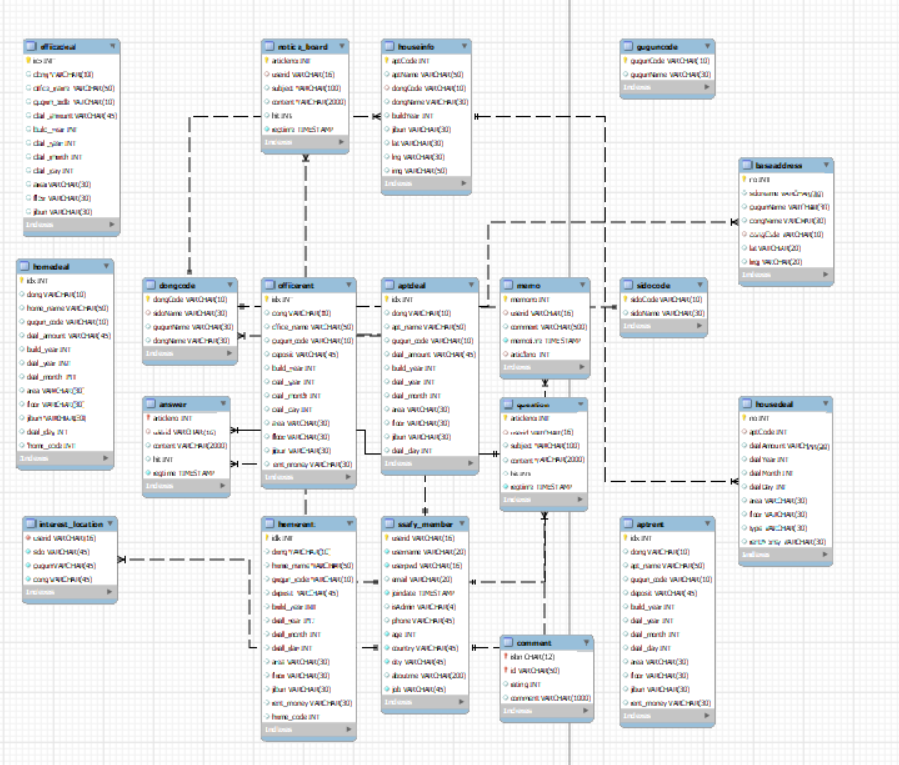 officedeal
idx INT
dong VARCHAR(10)
office_name VARCHAR(50)
gugun_code VARCHAR(10)
deal_amount VARCHAR(45)
build_year INT
deal_year INT
deal_month INT
deal_day INT
area VARCHAR(30)
floor VARCHAR(30)
jibun VARCHAR(30)
Indexes
notice_board
articleno INT
userid VARCHAR(16)
subject VARCHAR(100)
content VARCHAR(2000)
hit INT
regtime TIMESTAMP
Indexes
houseinfo
aptCode INT
aptName VARCHAR(50)
dongCode VARCHAR(10)
dongName VARCHAR(30)
buildYear INT
jibun VARCHAR(30)
lat VARCHAR(30)
lng VARCHAR(30)
img VARCHAR(50)
Indexes
guguncode
gugunCode VARCHAR(10)
gugunName VARCHAR(30)
Indexes
baseaddress
no INT
sidoName VARCHAR(30)
gugunName VARCHAR(30)
dongName VARCHAR(30)
dongCode VARCHAR(10)
lat VARCHAR(20)
lng VARCHAR(20)
Indexes
homedeal
idx INT
dong VARCHAR(10)
home_name VARCHAR(50)
gugun_code VARCHAR(10)
deal_amount VARCHAR(45)
build_year INT
deal_year INT
deal_month INT
area VARCHAR(30)
floor VARCHAR(30)
jibun VARCHAR(30)
deal_day INT
home_code INT
Indexes
dongcode
dongCode VARCHAR(10)
sidoName VARCHAR(30)
gugunName VARCHAR(30)
dongName VARCHAR(30)
Indexes
officerent
idx INT
dong VARCHAR(10)
office_name VARCHAR(50)
gugun_code VARCHAR(10)
deposit VARCHAR(45)
build_year INT
deal_year INT
deal_month INT
deal_day INT
area VARCHAR(30)
floor VARCHAR(30)
jibun VARCHAR(30)
rent_money VARCHAR(30)
Indexes
aptdeal
idx INT
dong VARCHAR(10)
apt_name VARCHAR(50)
gugun_code VARCHAR(10)
deal_amount VARCHAR(45)
build_year INT
deal_year INT
deal_month INT
area VARCHAR(30)
floor VARCHAR(30)
jibun VARCHAR(30)
deal_day INT
Indexes
memo
memono INT
userid VARCHAR(16)
comment VARCHAR(500)
memotime TIMESTAMP
articleno INT
Indexes
sidocode
sidoCode VARCHAR(10)
sidoName VARCHAR(30)
Indexes
answer
articleno INT
userid VARCHAR(16)
content VARCHAR(2000)
hit INT
regtime TIMESTAMP
Indexes
question
articleno INT
userid VARCHAR(16)
subject VARCHAR(100)
content VARCHAR(2000)
hit INT
regtime TIMESTAMP
Indexes
housedeal
no INT
aptCode INT
dealAmount VARCHAR(20)
dealYear INT
dealMonth INT
dealDay INT
area VARCHAR(30)
floor VARCHAR(30)
type VARCHAR(30)
rentMoney VARCHAR(30)
Indexes
interest_location
userid VARCHAR(16)
sido VARCHAR(45)
gugun VARCHAR(45)
dong VARCHAR(45)
Indexes
homerent
idx INT
dong VARCHAR(10)
home_name VARCHAR(50)
gugun_code VARCHAR(10)
deposit VARCHAR(45)
build_year INT
deal_year INT
deal_month INT
deal_day INT
area VARCHAR(30)
floor VARCHAR(30)
jibun VARCHAR(30)
rent_money VARCHAR(30)
home_code INT
Indexes
ssafy_member
userid VARCHAR(16)
username VARCHAR(20)
userpwd VARCHAR(16)
email VARCHAR(20)
joindate TIMESTAMP
isAdmin VARCHAR(4)
phone VARCHAR(45)
age INT
country VARCHAR(45)
city VARCHAR(45)
aboutme VARCHAR(200)
job VARCHAR(45)
Indexes
comment
isbn CHAR(12)
id VARCHAR(50)
rating INT
comment VARCHAR(1000)
Indexes
aptrent
idx INT
dong VARCHAR(10)
apt_name VARCHAR(50)
gugun_code VARCHAR(10)
deposit VARCHAR(45)
build_year INT
deal_year INT
deal_month INT
deal_day INT
area VARCHAR(30)
floor VARCHAR(30)
jibun VARCHAR(30)
rent_money VARCHAR(30)
Indexes